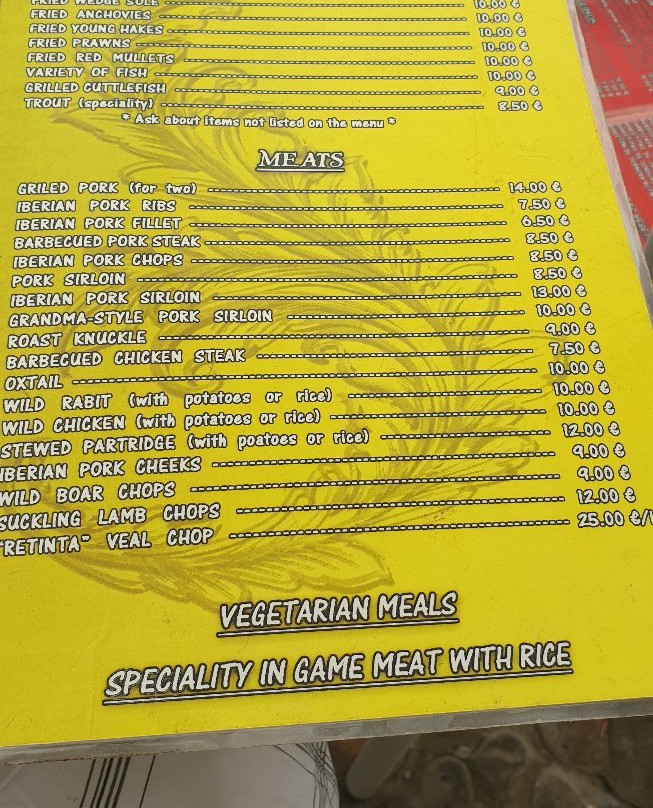 FRIED WEDGE SOLE 10.00 €
FRIED ANCHOVIES 10.00 €
FRIED YOUNG HAKES 10.00 €
FRIED PRAWNS 10.00 €
FRIED RED MULLETS 10.00 €
VARIETY OF FISH 10.00 €
GRILLED CUTTLEFISH 9.00 €
TROUT (speciality) 8.50 €
* Ask about items not listed on the menu *
MEATS
GRILED PORK (for two) 14.00 €
IBERIAN PORK RIBS 7.50 €
IBERIAN PORK FILLET 6.50 €
BARBECUED PORK STEAK 8.50 €
IBERIAN PORK CHOPS 8.50 €
PORK SIRLOIN 8.50 €
IBERIAN PORK SIRLOIN 13.00 €
GRANDMA-STYLE PORK SIRLOIN 10.00 €
ROAST KNUCKLE 9.00 €
BARBECUED CHICKEN STEAK 7.50 €
OXTAIL 10.00 €
WILD RABIT (with potatoes or rice) 10.00 €
WILD CHICKEN (with potatoes or rice) 10.00 €
STEWED PARTRIDGE (with poatoes or rice) 12.00 €
IBERIAN PORK CHEEKS 9.00 €
WILD BOAR CHOPS 9.00 €
SUCKLING LAMB CHOPS 12.00 €
"RETINTA" VEAL CHOP 25.00 €/
VEGETARIAN MEALS
SPECIALITY IN GAME MEAT WITH RICE